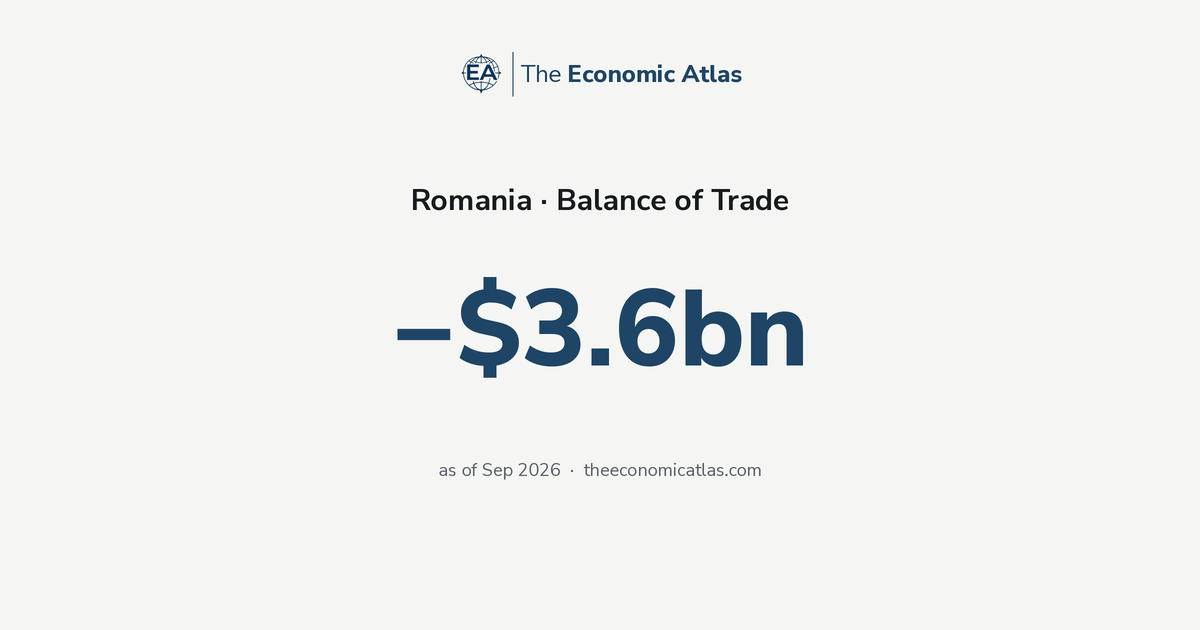 EA The Economic Atlas
Romania · Balance of Trade
−$3.6bn
as of Sep 2026 · theeconomicatlas.com